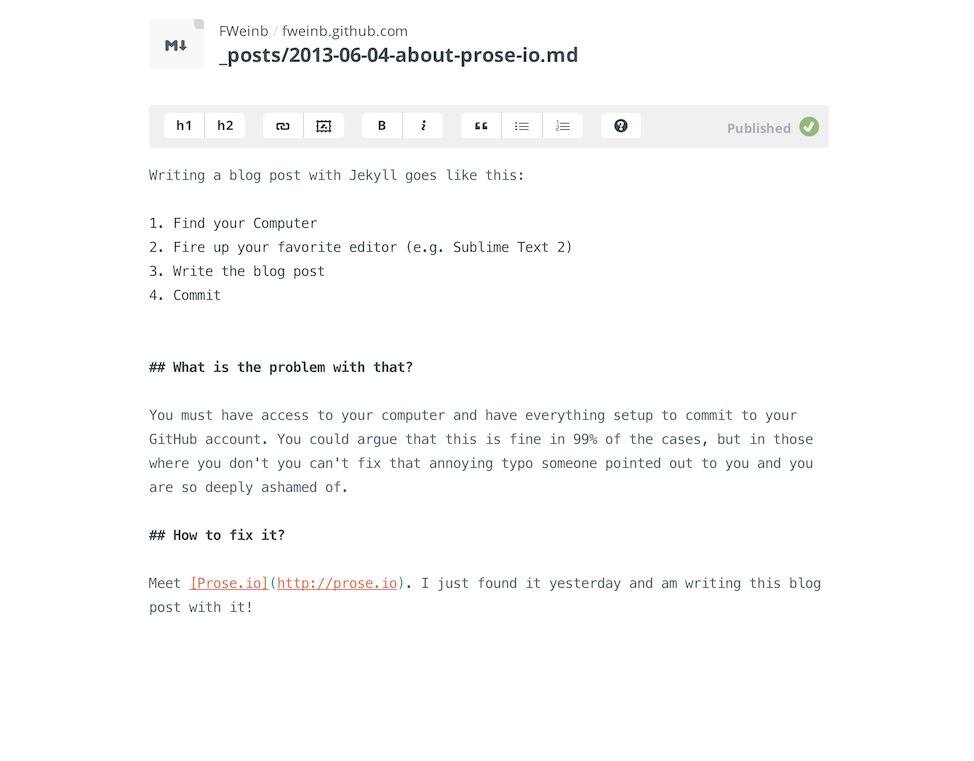 M↓
FWeinb / fweinb.github.com
_posts/2013-06-04-about-prose-io.md
h1 h2 B i Published
Writing a blog post with Jekyll goes like this:
1. Find your Computer
2. Fire up your favorite editor (e.g. Sublime Text 2)
3. Write the blog post
4. Commit
## What is the problem with that?
You must have access to your computer and have everything setup to commit to your
GitHub account. You could argue that this is fine in 99% of the cases, but in those
where you don't you can't fix that annoying typo someone pointed out to you and you
are so deeply ashamed of.
## How to fix it?
Meet [Prose.io](http://prose.io). I just found it yesterday and am writing this blog
post with it!